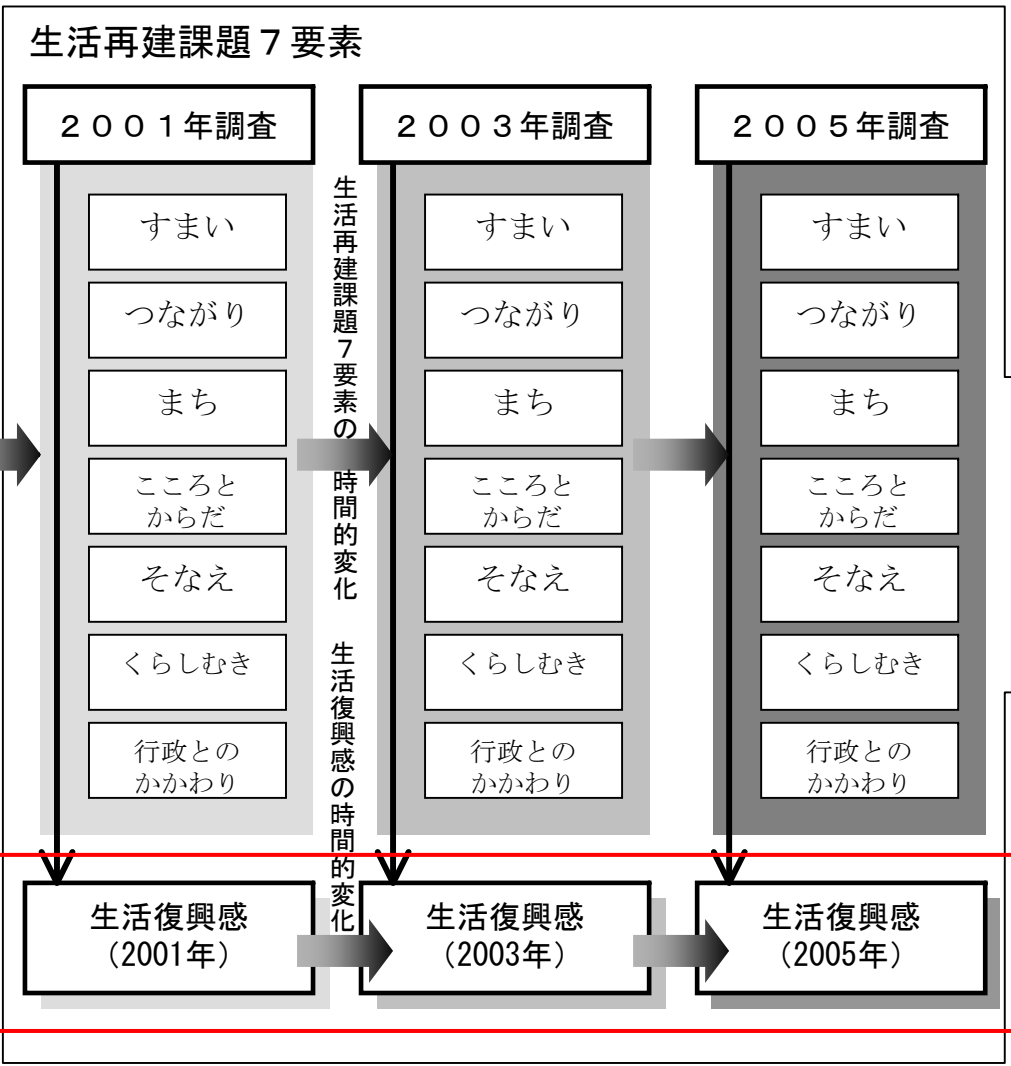 生活再建課題７要素
２００１年調査
すまい
つながり
まち
こころと
からだ
そなえ
くらしむき
行政との
かかわり
生活復興感
(2001年)
生活再建課題７要素の時間的変化
生活復興感の時間的変化
２００３年調査
すまい
つながり
まち
こころと
からだ
そなえ
くらしむき
行政との
かかわり
生活復興感
(2003年)
２００５年調査
すまい
つながり
まち
こころと
からだ
そなえ
くらしむき
行政との
かかわり
生活復興感
(2005年)